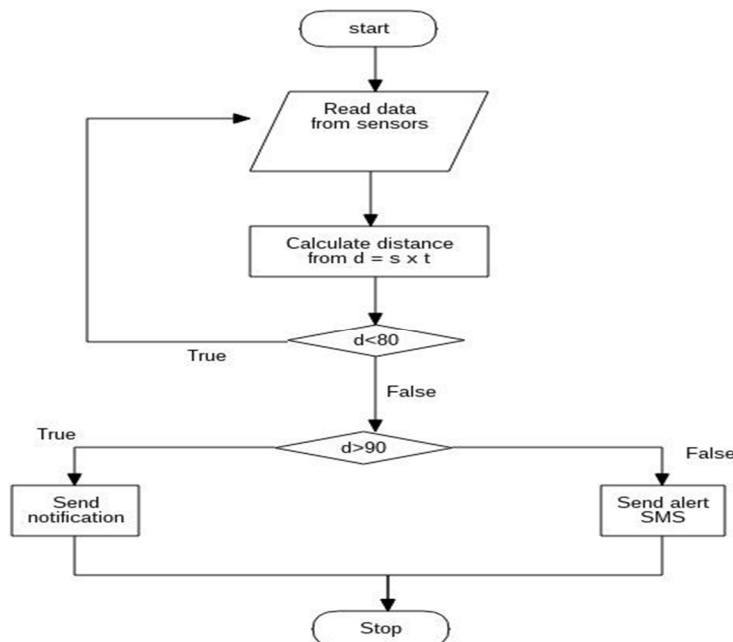 start
Read data
from sensors
Calculate distance
from d = s x t
d<80
True
False
d>90
True
False
Send
notification
Send alert
SMS
Stop